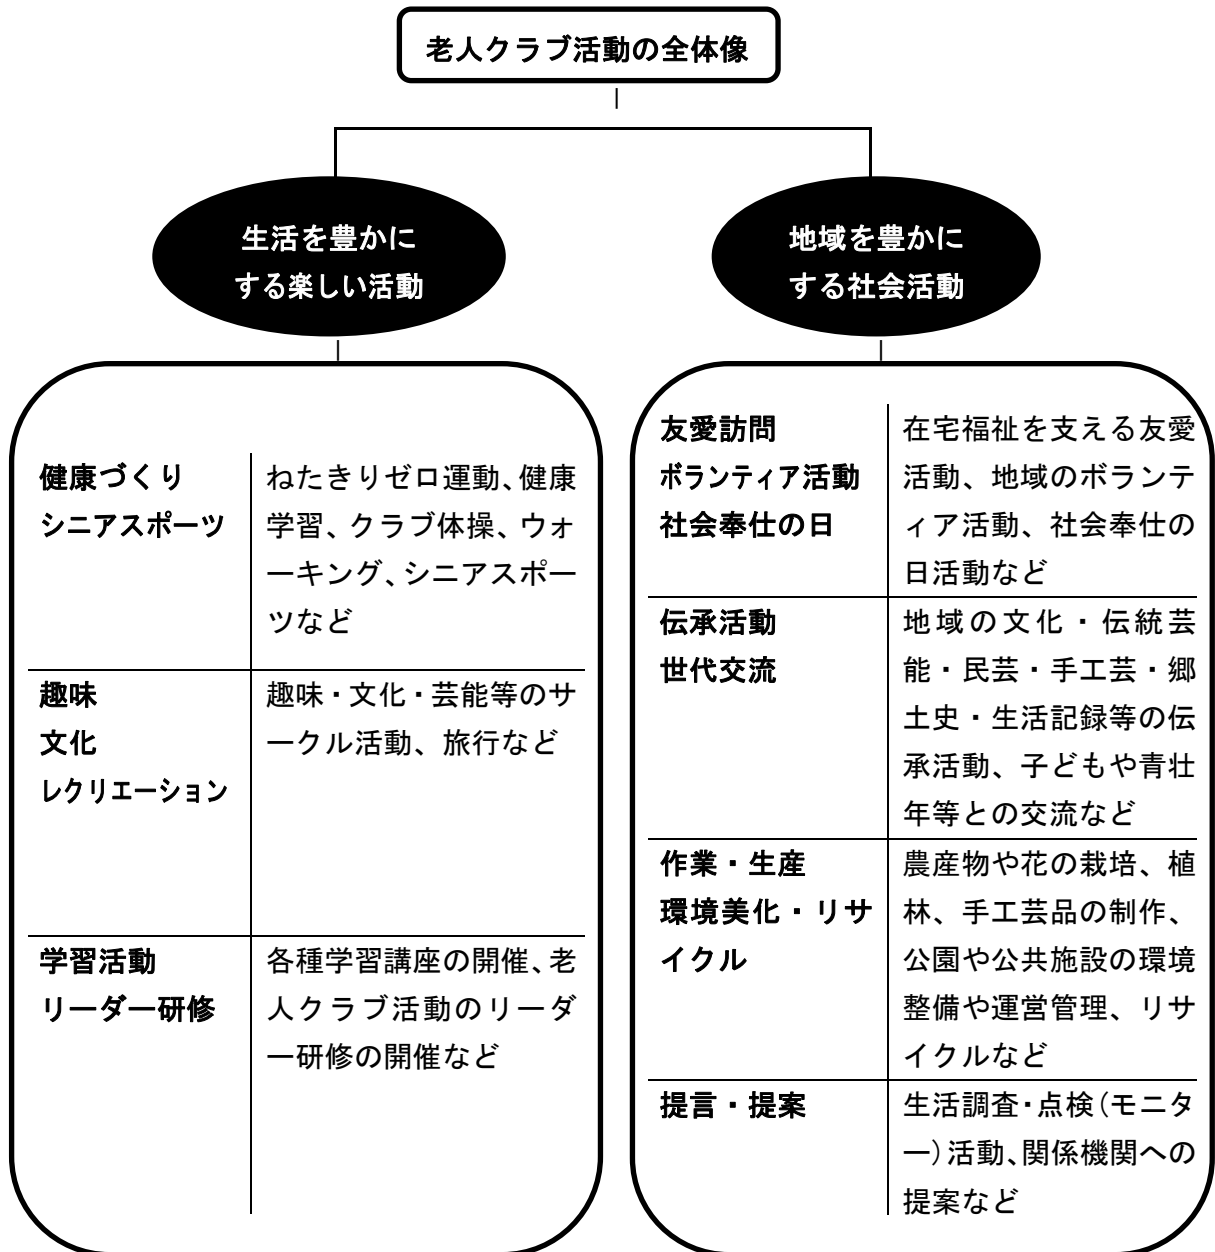 老人クラブ活動の全体像
生活を豊かに
する楽しい活動
健康づくり
シニアスポーツ
ねたきりゼロ運動、健康
学習、クラブ体操、ウォ
ーキング、シニアスポー
ツなど
趣味
文化
レクリエーション
趣味・文化・芸能等のサ
ークル活動、旅行など
学習活動
リーダー研修
各種学習講座の開催、老
人クラブ活動のリーダ
ー研修の開催など
地域を豊かに
する社会活動
友愛訪問
ボランティア活動
社会奉仕の日
在宅福祉を支える友愛
活動、地域のボランテ
ィア活動、社会奉仕の
日活動など
伝承活動
世代交流
地域の文化・伝統芸
能・民芸・手工芸・郷
土史・生活記録等の伝
承活動、子どもや青壮
年等との交流など
作業・生産
環境美化・リサ
イクル
農産物や花の栽培、植
林、手工芸品の制作、
公園や公共施設の環境
整備や運営管理、リサ
イクルなど
提言・提案
生活調査・点検(モニタ
ー)活動、関係機関への
提案など